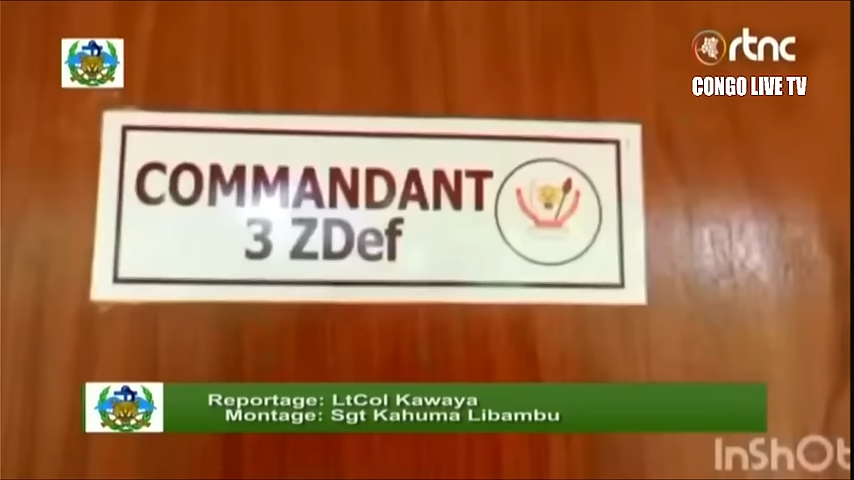 rtnc
CONGO LIVE TV
COMMANDANT
3 ZDef
Reportage: LtCol Kawaya
Montage: Sgt Kahuma Libambu
InShOt